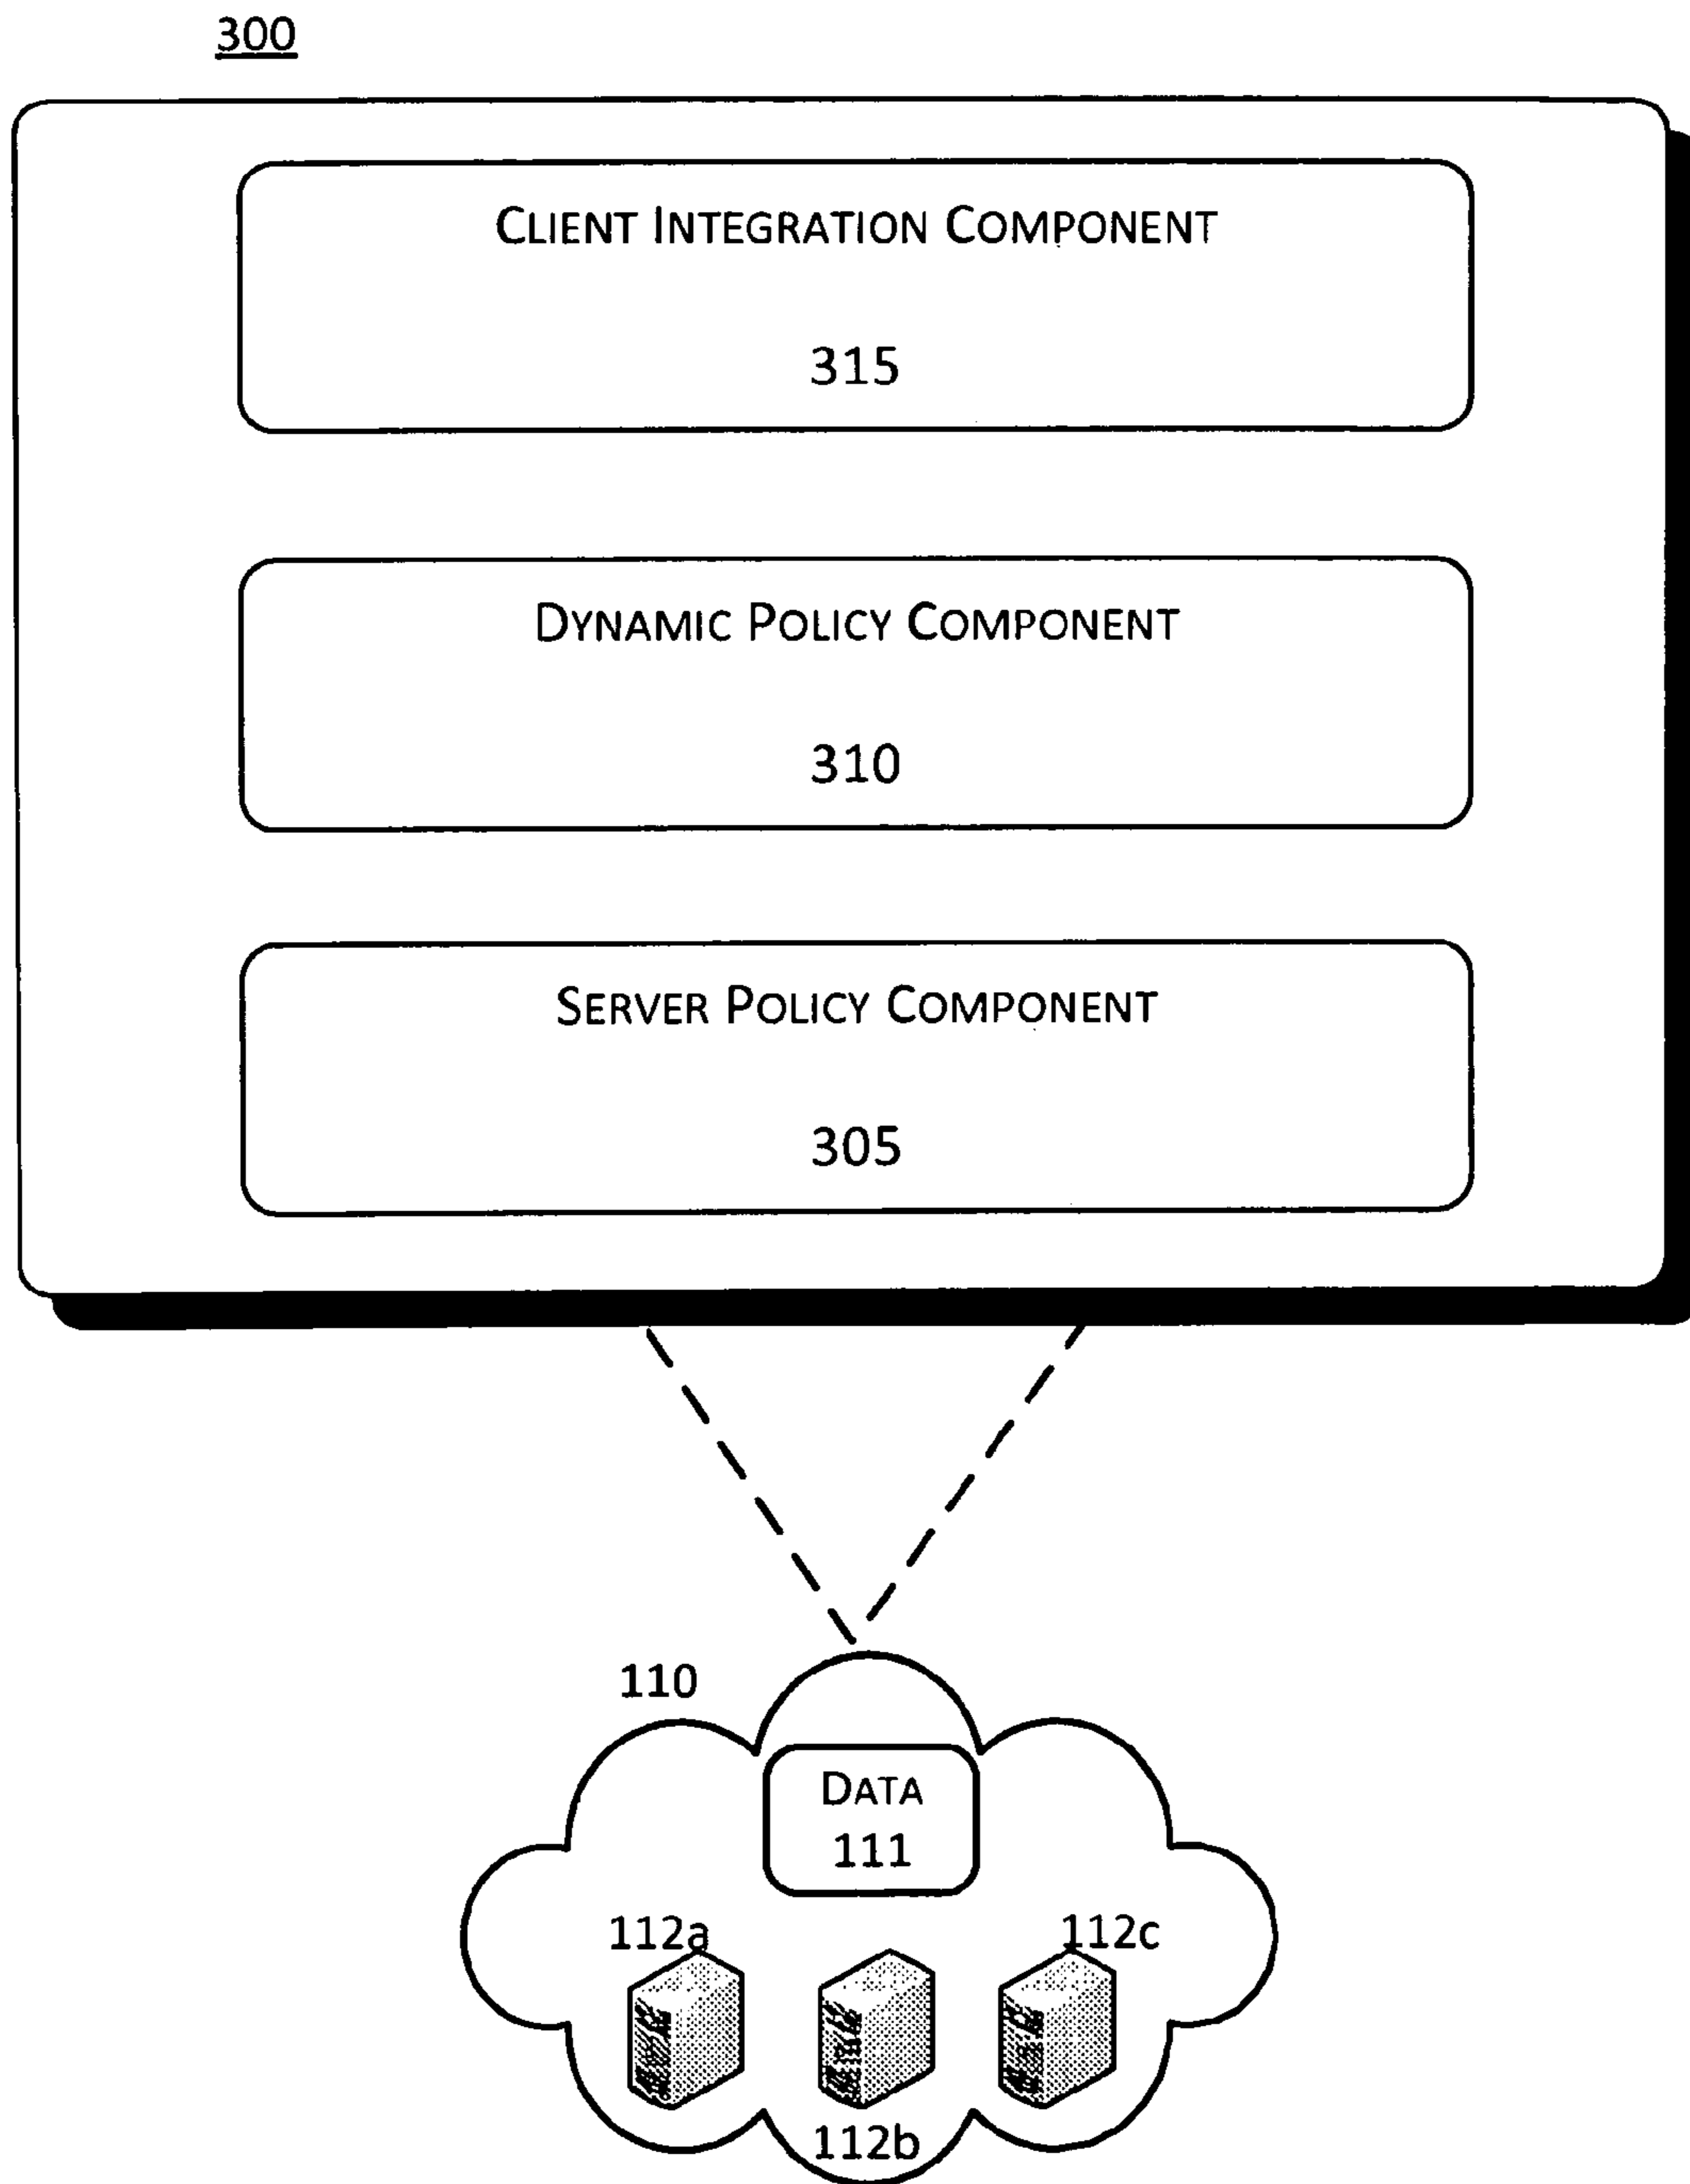 300
CLIENT INTEGRATION COMPONENT
315
DYNAMIC POLICY COMPONENT
310
SERVER POLICY COMPONENT
305
110
DATA
111
112a
112c
112b